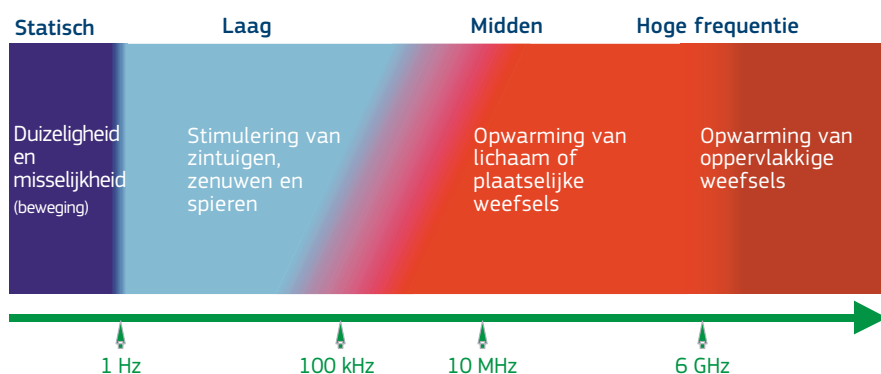 Statisch
Laag
Midden
Hoge frequentie
Duizeligheid
en
misselijkheid
(beweging)
Stimulering van
zintuigen,
zenuwen en
spieren
Opwarming van
lichaam of
plaatselijke
weefsels
Opwarming van
oppervlakkige
weefsels
1 Hz
100 kHz
10 MHz
6 GHz